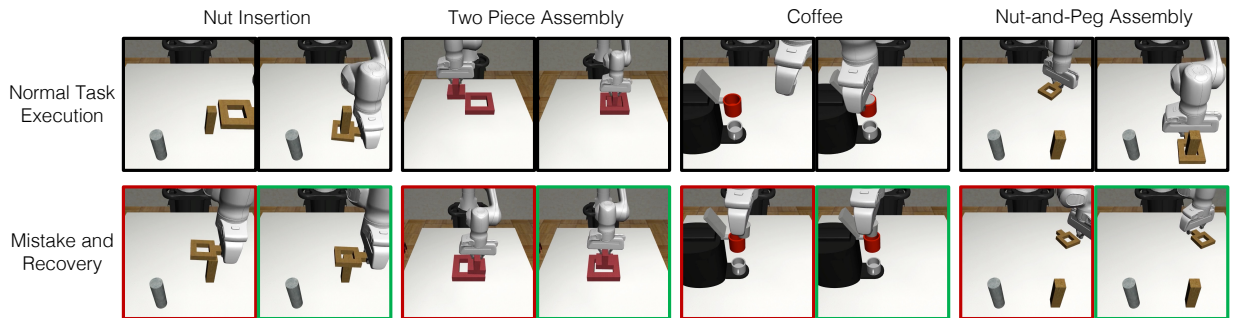 Nut Insertion
Two Piece Assembly
Coffee
Nut-and-Peg Assembly
Normal Task
Execution
Mistake and
Recovery